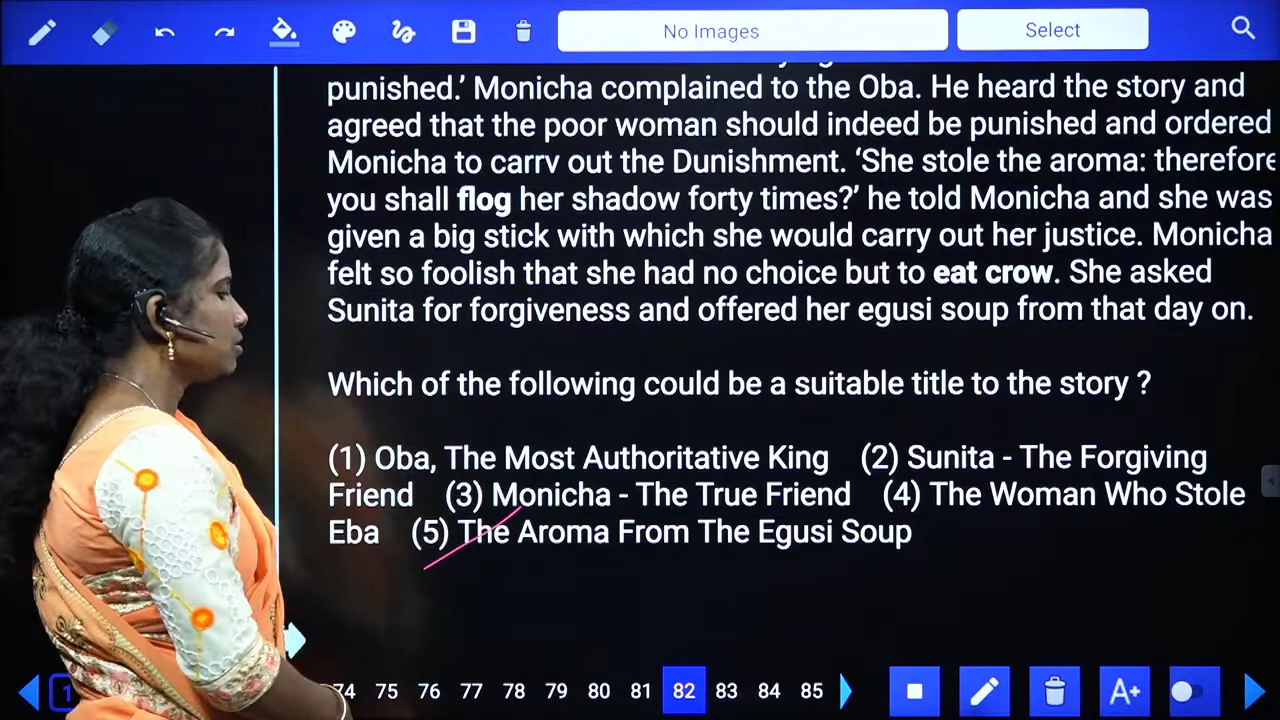 No Images
Select
punished.’ Monicha complained to the Oba. He heard the story and
agreed that the poor woman should indeed be punished and ordered
Monicha to carrv out the Dunishment. ‘She stole the aroma: therefore
you shall flog her shadow forty times?’ he told Monicha and she was
given a big stick with which she would carry out her justice. Monicha
felt so foolish that she had no choice but to eat crow. She asked
Sunita for forgiveness and offered her egusi soup from that day on.
Which of the following could be a suitable title to the story ?
(1) Oba, The Most Authoritative King (2) Sunita - The Forgiving
Friend (3) Monicha - The True Friend (4) The Woman Who Stole
Eba (5) The Aroma From The Egusi Soup
1 74 75 76 77 78 79 80 81 82 83 84 85 A+